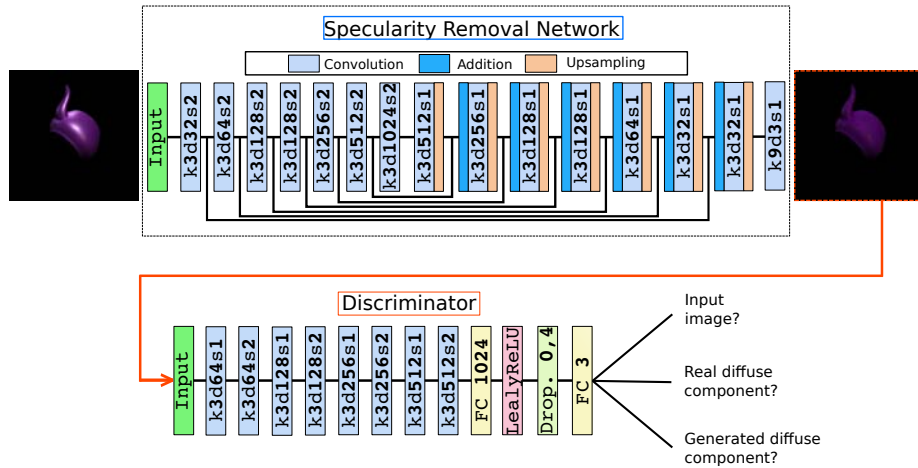 Specularity Removal Network
Convolution
Addition
Upsampling
Input
k3d32s2
k3d64s2
k3d128s2
k3d128s2
k3d256s2
k3d512s2
k3d1024s2
k3d512s1
k3d256s1
k3d128s1
k3d128s1
k3d64s1
k3d32s1
k3d32s1
k9d3s1
Discriminator
Input
k3d64s1
k3d64s2
k3d128s1
k3d128s2
k3d256s1
k3d256s2
k3d512s1
k3d512s2
FC 1024
LealyReLU
Drop. 0,4
FC 3
Input
image?
Real diffuse
component?
Generated diffuse
component?